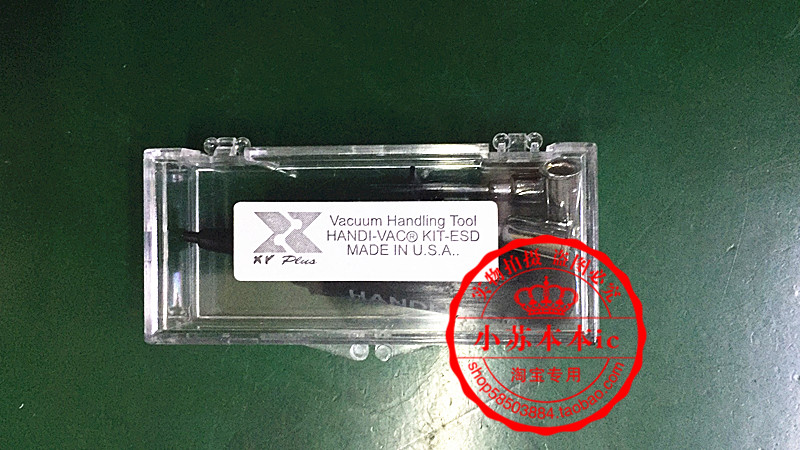 Vacuum Handling Tool
HANDI-VAC® KIT-ESD
MADE IN U.S.A..
XY Plus
HANDI
实物拍摄 盗图必究
小苏本本ic
淘宝专用
shop58503884.taobao.com